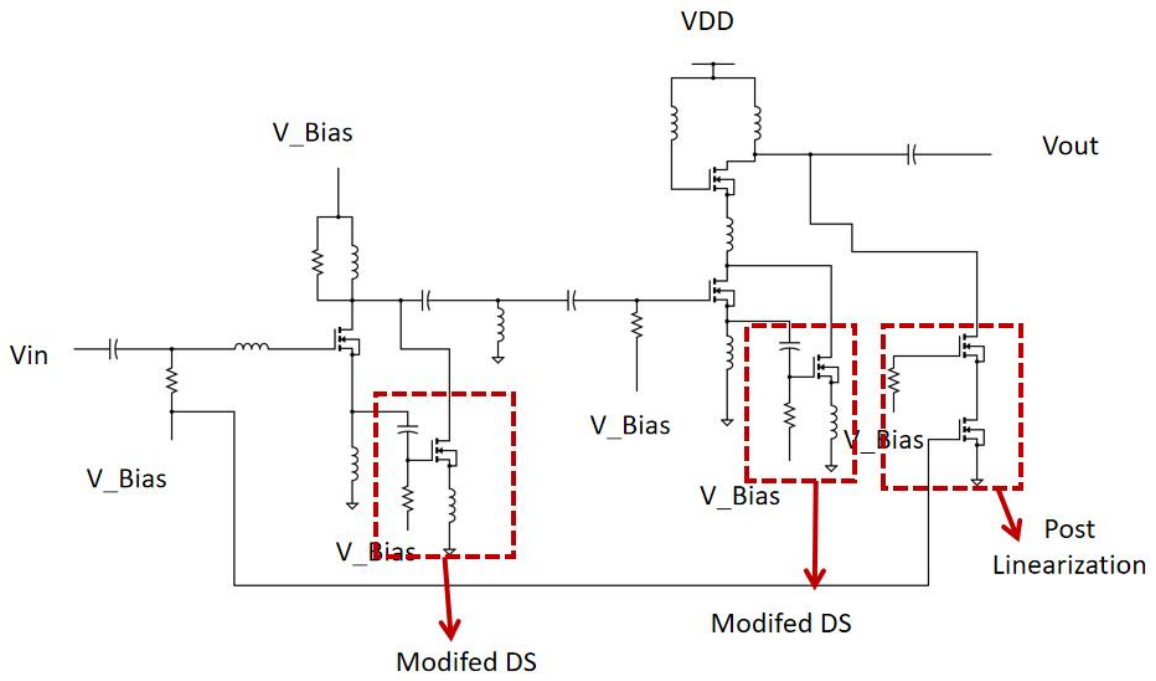 VDD
V_Bias
Vout
Vin
V_Bias
V_Bias
V_Bias
V_Bias
V_Bias
Post
Linearization
Modifed DS
Modifed DS